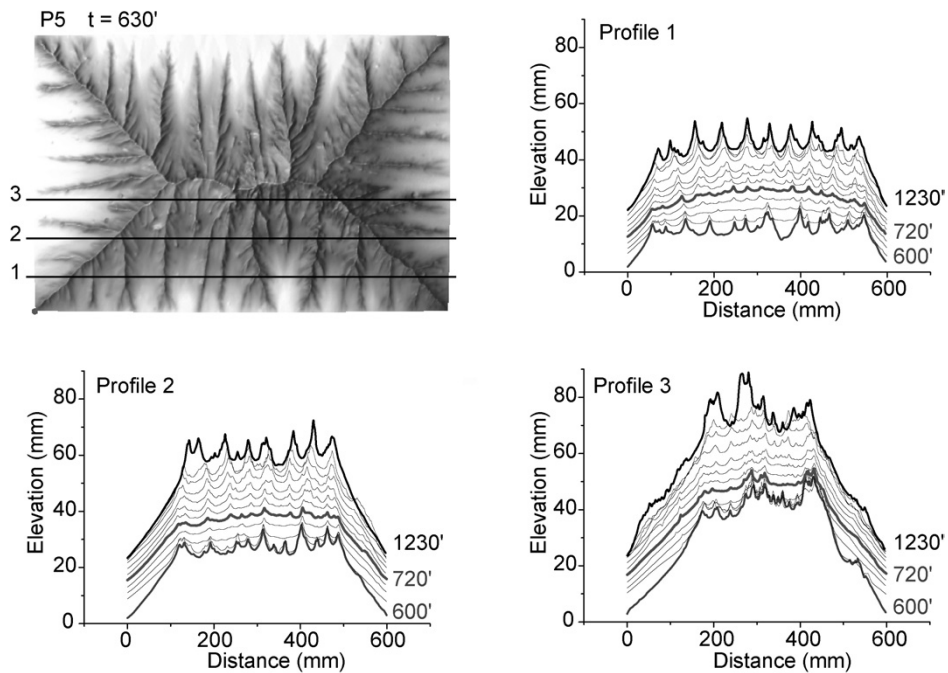 P5 t = 630'
3
2
1
Profile 1
Elevation (mm)
80
60
40
20
0
1230'
720'
600'
0 200 400 600
Distance (mm)
Profile 2
Elevation (mm)
80
60
40
20
0
1230'
720'
600'
0 200 400 600
Distance (mm)
Profile 3
Elevation (mm)
80
60
40
20
0
1230'
720'
600'
0 200 400 600
Distance (mm)